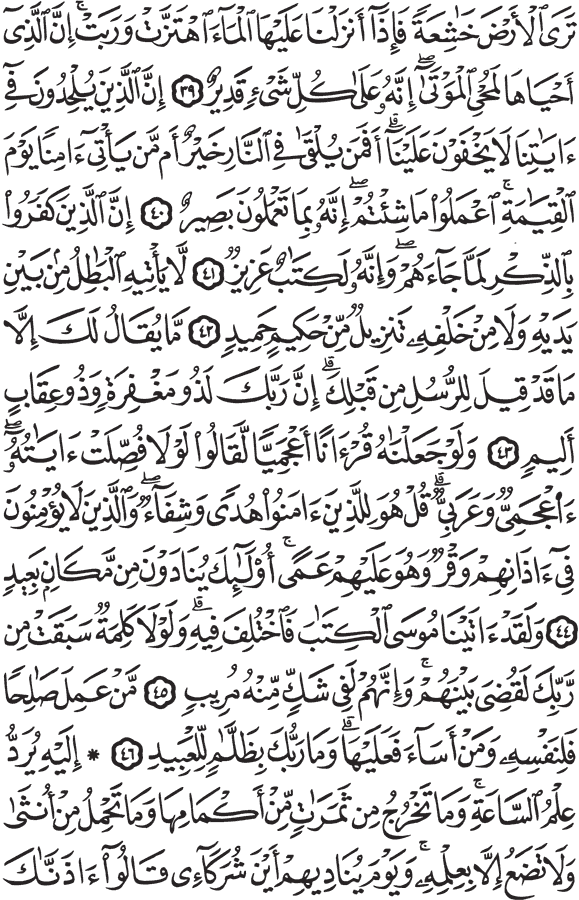 تَرَى ٱلْأَرْضَ خَٰشِعَةً فَإِذَآ أَنزَلْنَا عَلَيْهَا ٱلْمَآءَ ٱهْتَزَّتْ وَرَبَتْ ۚ إِنَّ ٱلَّذِىٓ
أَحْيَاهَا لَمُحْىِ ٱلْمَوْتَىٰٓ ۚ إِنَّهُۥ عَلَىٰ كُلِّ شَىْءٍ قَدِيرٌ ٣٩ إِنَّ ٱلَّذِينَ يُلْحِدُونَ فِىٓ
ءَايَٰتِنَا لَا يَخْفَوْنَ عَلَيْنَآ ۗ أَفَمَن يُلْقَىٰ فِى ٱلنَّارِ خَيْرٌ أَم مَّن يَأْتِىٓ ءَامِنًا يَوْمَ
ٱلْقِيَٰمَةِ ۚ ٱعْمَلُوا۟ مَا شِئْتُمْ ۖ إِنَّهُۥ بِمَا تَعْمَلُونَ بَصِيرٌ ٤٠ إِنَّ ٱلَّذِينَ كَفَرُوا۟
بِٱلذِّكْرِ لَمَّا جَآءَهُمْ ۖ وَإِنَّهُۥ لَكِتَٰبٌ عَزِيزٌ ٤١ لَّا يَأْتِيهِ ٱلْبَٰطِلُ مِنۢ بَيْنِ
يَدَيْهِ وَلَا مِنْ خَلْفِهِۦ ۖ تَنزِيلٌ مِّنْ حَكِيمٍ حَمِيدٍ ٤٢ مَّا يُقَالُ لَكَ إِلَّا
مَا قَدْ قِيلَ لِلرُّسُلِ مِن قَبْلِكَ ۚ إِنَّ رَبَّكَ لَذُو مَغْفِرَةٍ وَذُو عِقَابٍ
أَلِيمٍ ٤٣ وَلَوْ جَعَلْنَٰهُ قُرْءَانًا أَعْجَمِيًّا لَّقَالُوا۟ لَوْلَا فُصِّلَتْ ءَايَٰتُهُۥٓ ۖ
ءَا۬عْجَمِىٌّ وَعَرَبِىٌّ ۗ قُلْ هُوَ لِلَّذِينَ ءَامَنُوا۟ هُدًى وَشِفَآءٌ ۖ وَٱلَّذِينَ لَا يُؤْمِنُونَ
فِىٓ ءَاذَانِهِمْ وَقْرٌ وَهُوَ عَلَيْهِمْ عَمًى ۚ أُو۟لَٰٓئِكَ يُنَادَوْنَ مِن مَّكَانٍۭ بَعِيدٍ
٤٤ وَلَقَدْ ءَاتَيْنَا مُوسَى ٱلْكِتَٰبَ فَٱخْتُلِفَ فِيهِ ۗ وَلَوْلَا كَلِمَةٌ سَبَقَتْ مِن
رَّبِّكَ لَقُضِىَ بَيْنَهُمْ ۚ وَإِنَّهُمْ لَفِى شَكٍّ مِّنْهُ مُرِيبٍ ٤٥ مَّنْ عَمِلَ صَٰلِحًا
فَلِنَفْسِهِۦ ۖ وَمَنْ أَسَآءَ فَعَلَيْهَا ۗ وَمَا رَبُّكَ بِظَلَّٰمٍ لِّلْعَبِيدِ ٤٦ * إِلَيْهِ يُرَدُّ
عِلْمُ ٱلسَّاعَةِ ۚ وَمَا تَخْرُجُ مِن ثَمَرَٰتٍ مِّنْ أَكْمَامِهَا وَمَا تَحْمِلُ مِنْ أُنثَىٰ
وَلَا تَضَعُ إِلَّا بِعِلْمِهِۦ ۚ وَيَوْمَ يُنَادِيهِمْ أَيْنَ شُرَكَآءِى قَالُوٓا۟ ءَاذَنَّٰكَ